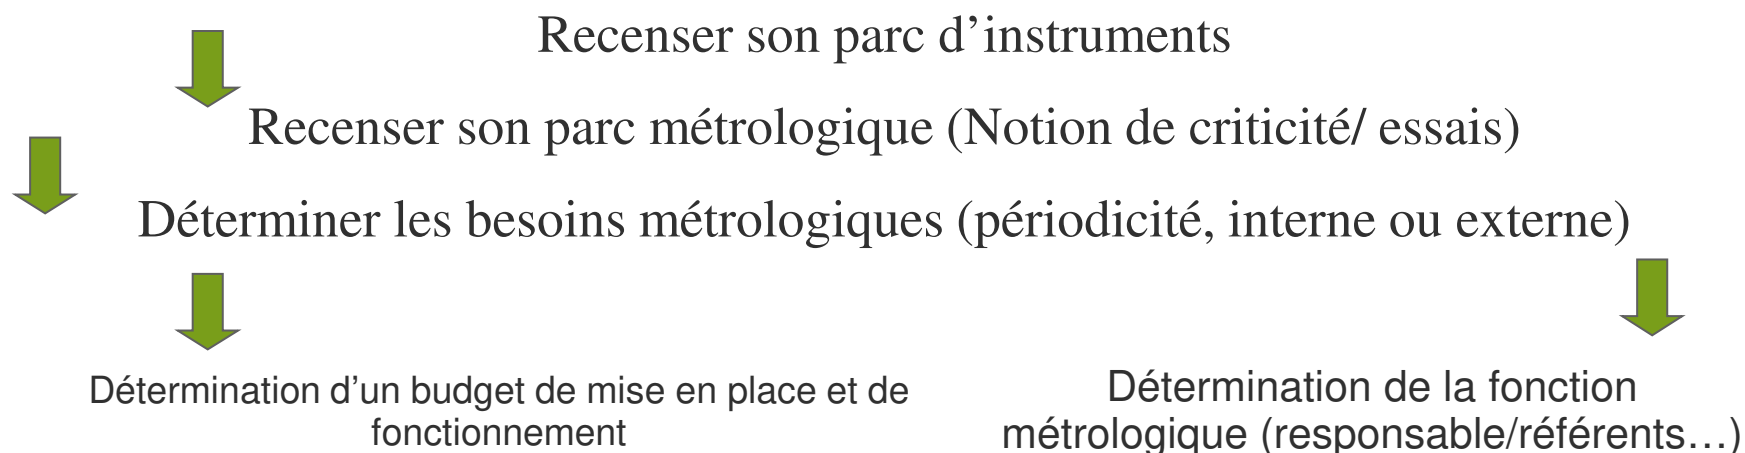 Recenser son parc d’instruments
Recenser son parc métrologique (Notion de criticité/ essais)
Déterminer les besoins métrologiques (périodicité, interne ou externe)
Détermination d’un budget de mise en place et de
fonctionnement
Détermination de la fonction
métrologique (responsable/référents…)